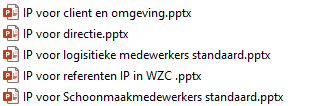 IP voor client en omgeving.pptx
IP voor directie.pptx
IP voor logisitieke medewerkers standaard.pptx
IP voor referenten IP in WZC .pptx
IP voor Schoonmaakmedewerkers standaard.pptx